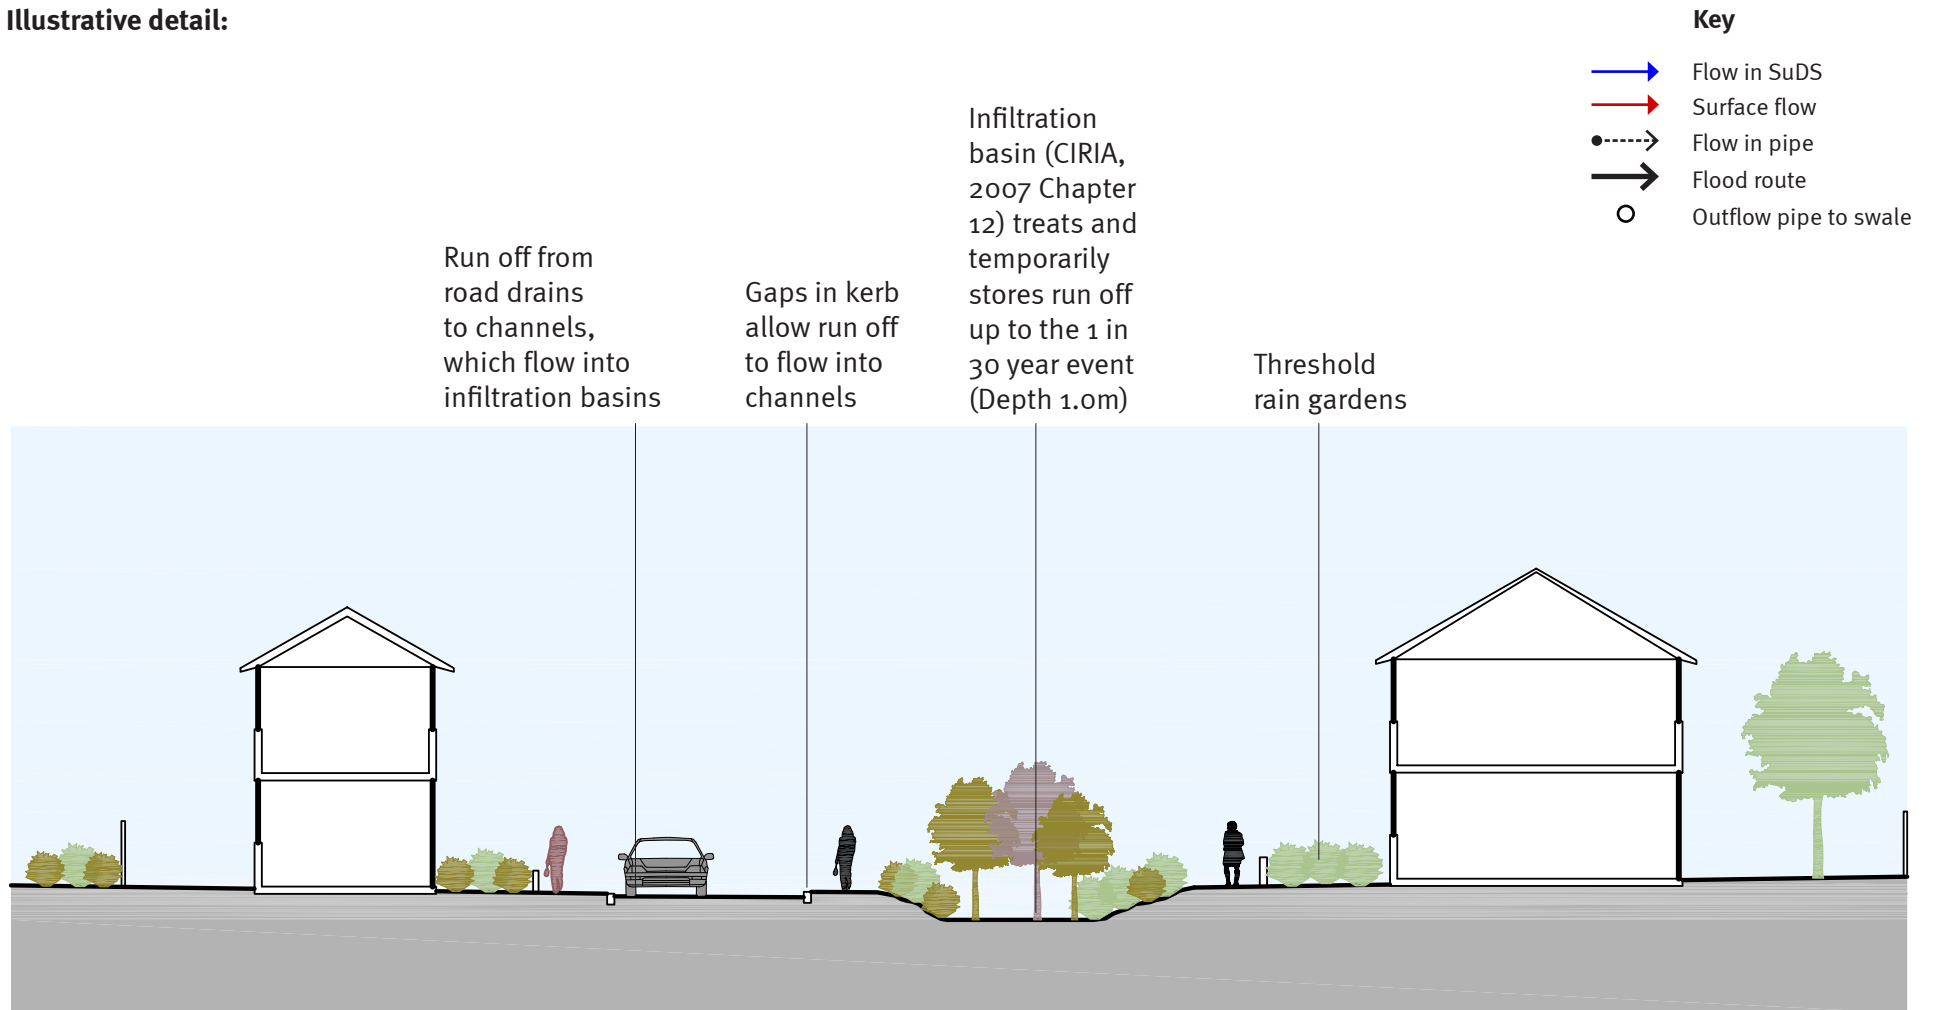 Illustrative detail:
Key
Flow in SuDS
Surface flow
Flow in pipe
Flood route
Outflow pipe to swale
Run off from
road drains
to channels,
which flow into
infiltration basins
Gaps in kerb
allow run off
to flow into
channels
Infiltration
basin (CIRIA,
2007 Chapter
12) treats and
temporarily
stores run off
up to the 1 in
30 year event
(Depth 1.0m)
Threshold
rain gardens